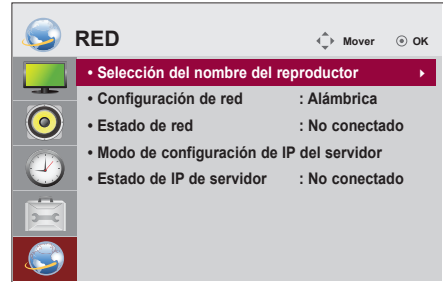 RED Mover OK
• Selección del nombre del reproductor
• Configuración de red : Alámbrica
• Estado de red : No conectado
• Modo de configuración de IP del servidor
• Estado de IP de servidor : No conectado